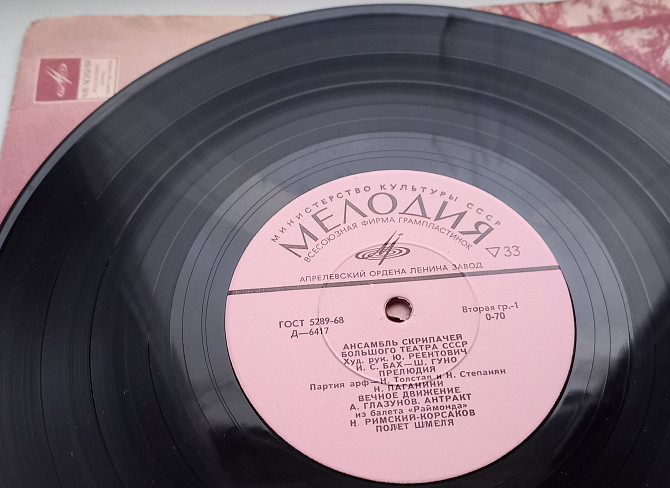 МЕЛОДИЯ
МИНИСТЕРСТВО КУЛЬТУРЫ СССР
МЕЛОДИЯ
ВСЕСОЮЗНАЯ ФИРМА ГРАМПЛАСТИНОК
33
АПРЕЛЕВСКИЙ ОРДЕНА ЛЕНИНА ЗАВОД
ГОСТ 5289-68
Д—6417
Вторая гр.-1
0-70
АНСАМБЛЬ СКРИПАЧЕЙ
БОЛЬШОГО ТЕАТРА СССР
Худ. рук. Ю. РЕЕНТОВИЧ
И. С. БАХ—Ш. ГУНО
ПРЕЛЮДИЯ
Партия арф—Н. Толстая и Н. Степанян
Н. ПАГАНИНИ
ВЕЧНОЕ ДВИЖЕНИЕ
А. ГЛАЗУНОВ. АНТРАКТ
из балета «Раймонда»
Н. РИМСКИЙ-КОРСАКОВ
ПОЛЕТ ШМЕЛЯ